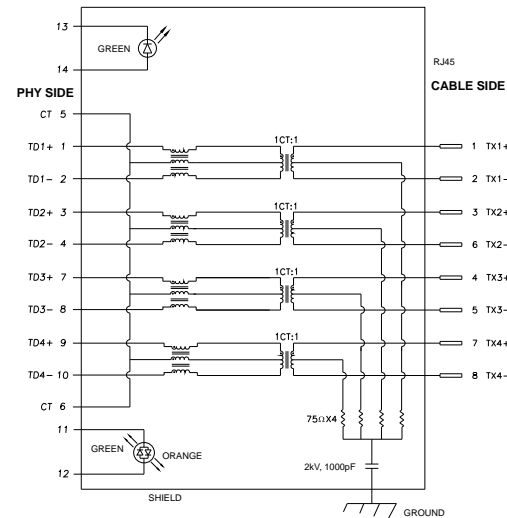 13
GREEN
14
RJ45
PHY SIDE
CABLE SIDE
CT 5
1CT:1
TD1+ 1
1 TX1+
TD1- 2
2 TX1-
1CT:1
TD2+ 3
3 TX2+
TD2- 4
6 TX2-
1CT:1
TD3+ 7
4 TX3+
TD3- 8
5 TX3-
1CT:1
TD4+ 9
7 TX4+
TD4- 10
8 TX4-
CT 6
75ΩX4
11
GREEN
ORANGE
12
2kV, 1000pF
SHIELD
GROUND